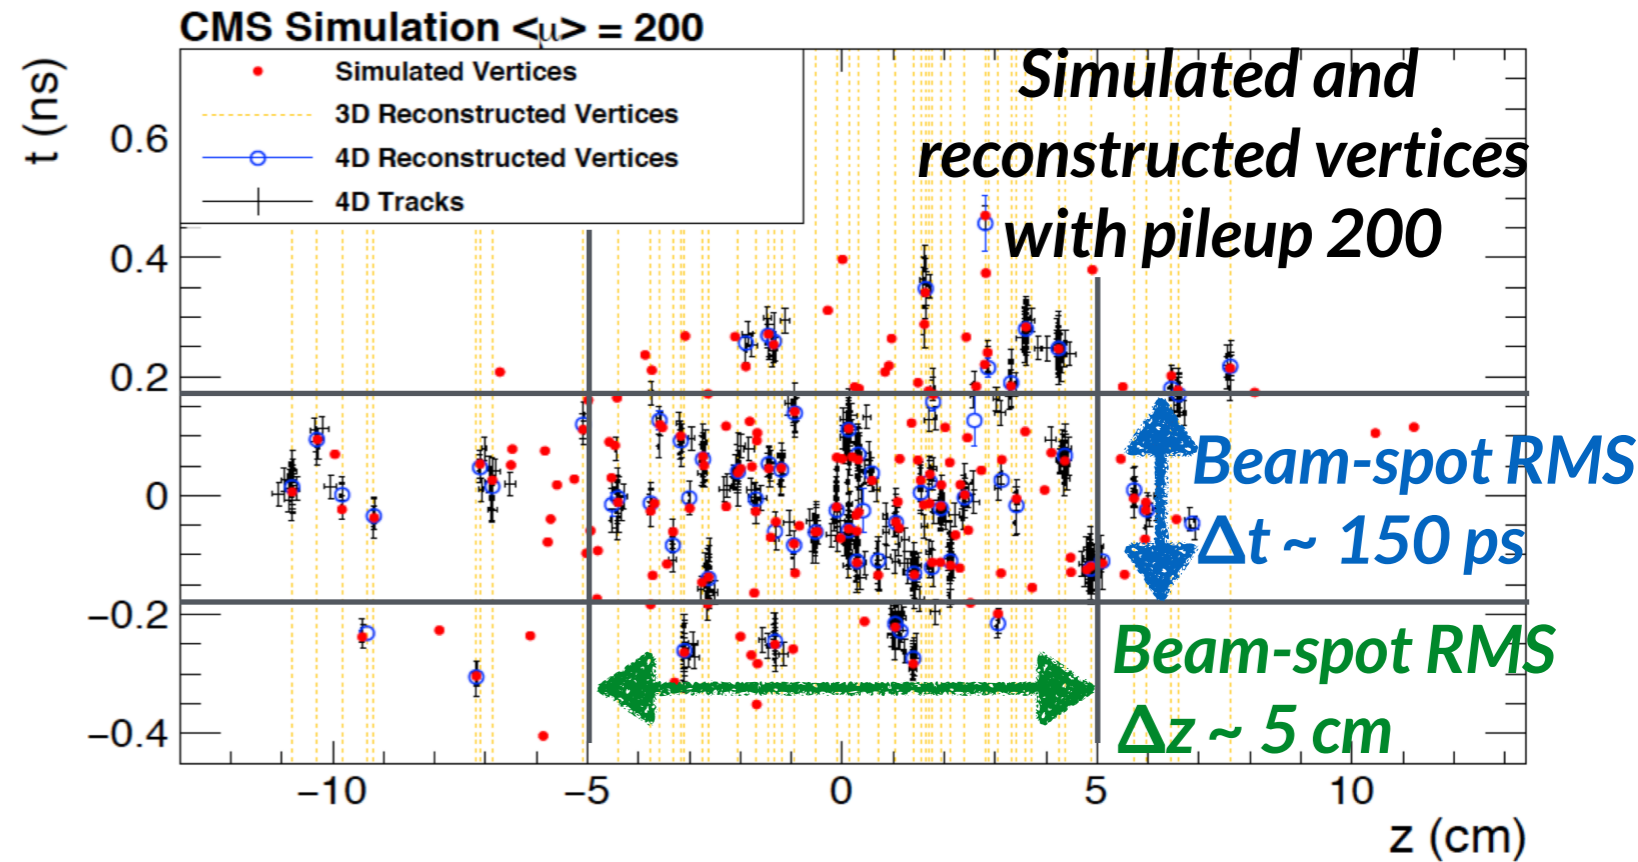 CMS Simulation <μ> = 200
t (ns)
Simulated Vertices
3D Reconstructed Vertices
4D Reconstructed Vertices
4D Tracks
Simulated and
reconstructed vertices
with pileup 200
0.6
0.4
0.2
0
−0.2
−0.4
Beam-spot RMS
Δt ~ 150 ps
Beam-spot RMS
Δz ~ 5 cm
−10 −5 0 5 10
z (cm)